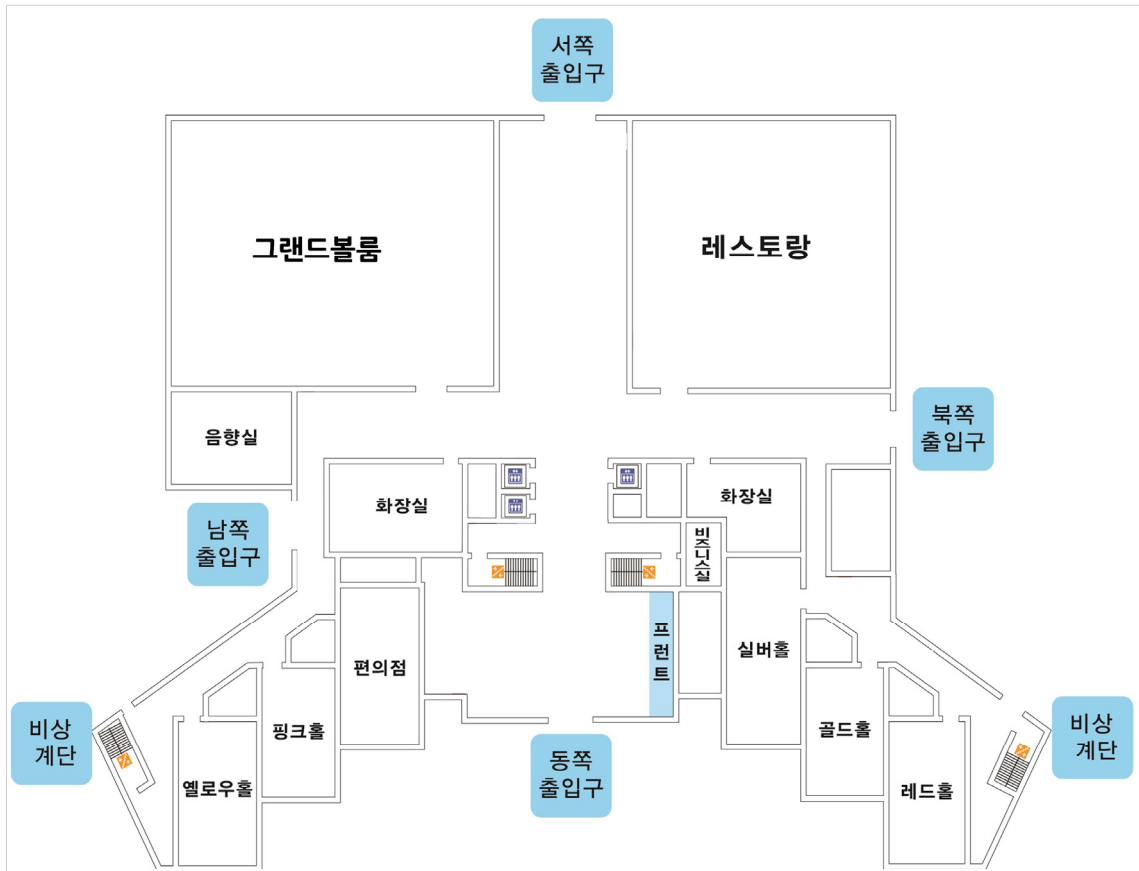 서쪽
출입구
그랜드볼룸
레스토랑
음향실
북쪽
출입구
화장실
화장실
남쪽
출입구
비즈니스실
프런트
실버홀
편의점
비상
계단
핑크홀
골드홀
비상
계단
옐로우홀
동쪽
출입구
레드홀